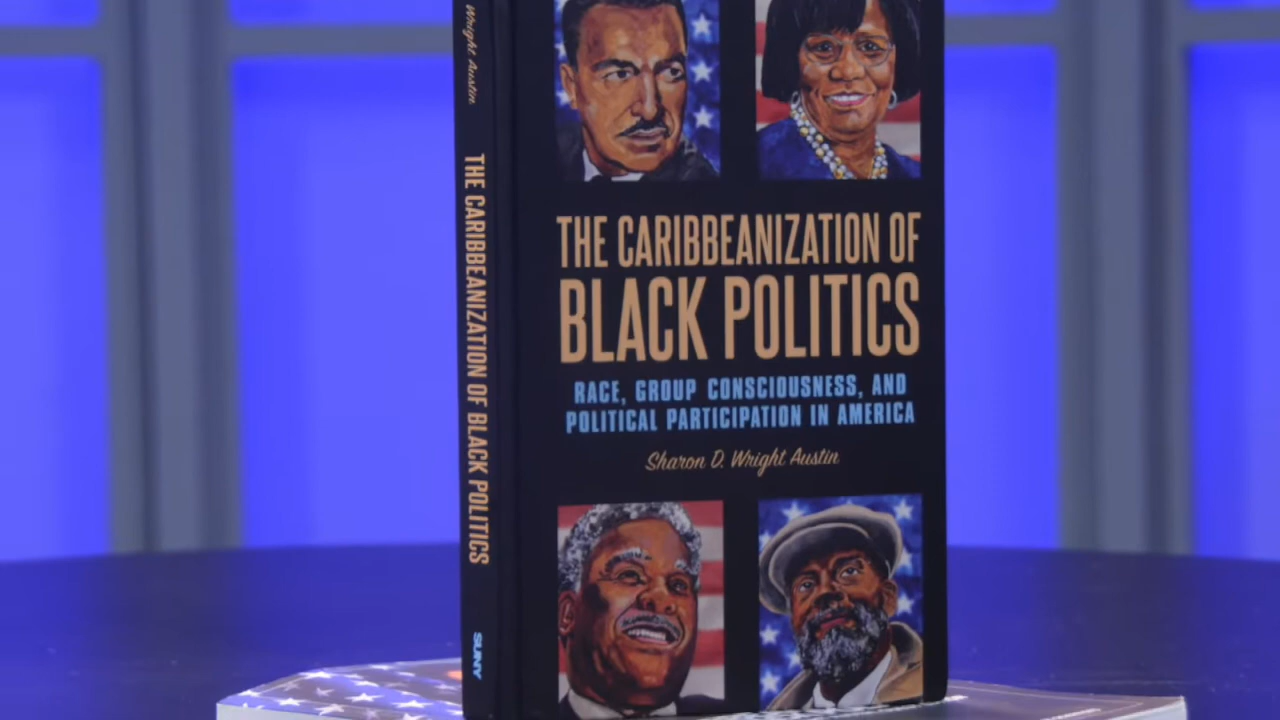 Wright Austin
THE CARIBBEANIZATION OF BLACK POLITICS
SUNY
THE CARIBBEANIZATION OF
BLACK POLITICS
RACE, GROUP CONSCIOUSNESS, AND
POLITICAL PARTICIPATION IN AMERICA
Sharon D. Wright Austin